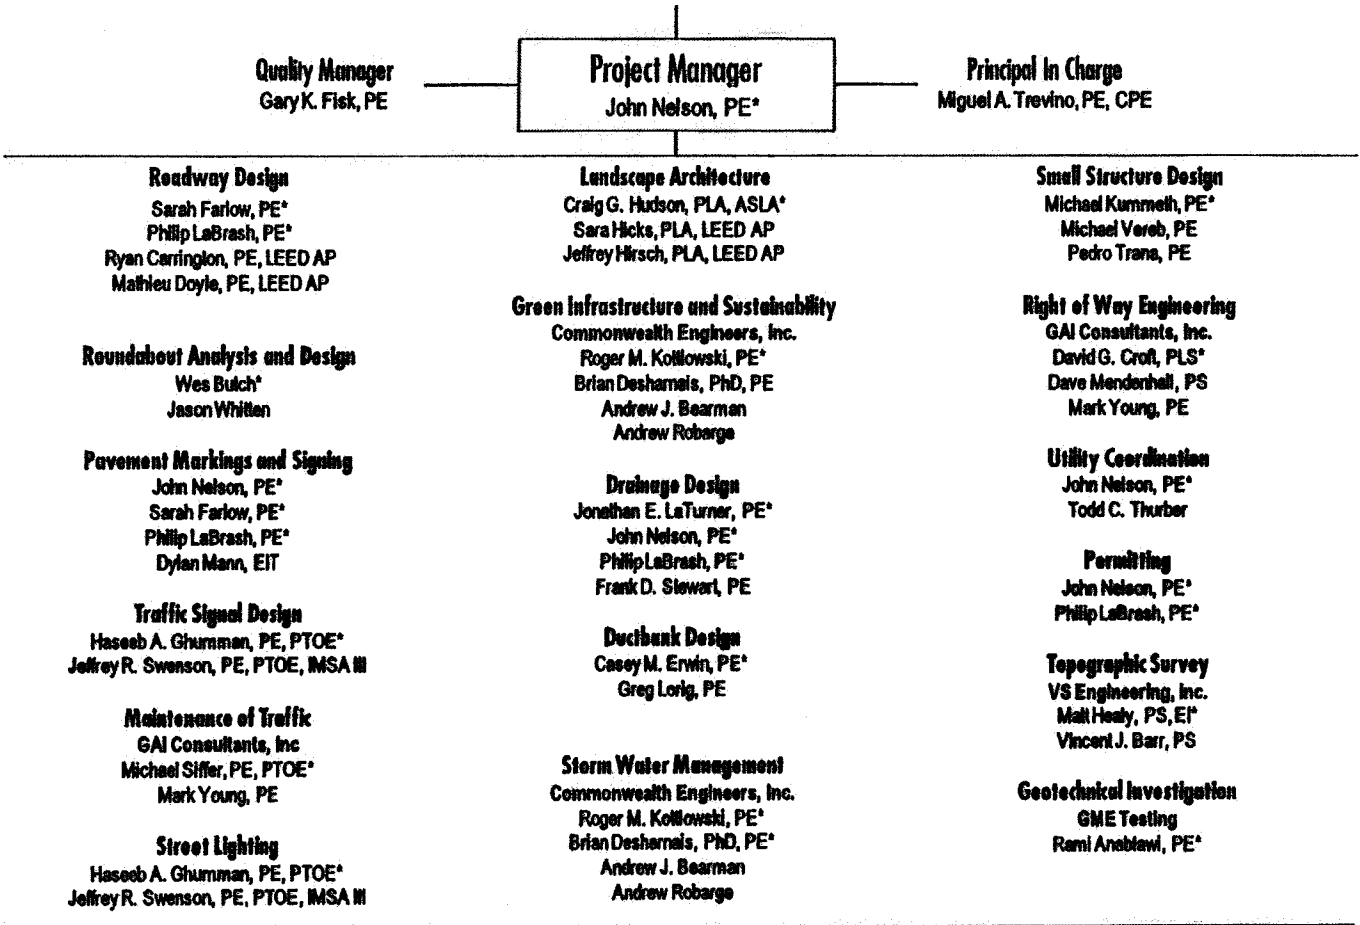 Quality Manager
Gary K. Fisk, PE
Project Manager
John Nelson, PE*
Principal In Charge
Miguel A. Trevino, PE, CPE
Roadway Design
Sarah Farlow, PE*
Philip LaBrash, PE*
Ryan Carrington, PE, LEED AP
Mathieu Doyle, PE, LEED AP
Roundabout Analysis and Design
Wes Butch*
Jason Whitten
Pavement Markings and Signing
John Nelson, PE*
Sarah Farlow, PE*
Philip LaBrash, PE*
Dylan Mann, EIT
Traffic Signal Design
Haseeb A. Ghumman, PE, PTOE*
Jeffrey R. Swenson, PE, PTOE, IMSA III
Maintenance of Traffic
GAI Consultants, Inc
Michael Siffer, PE, PTOE*
Mark Young, PE
Street Lighting
Haseeb A. Ghumman, PE, PTOE*
Jeffrey R. Swenson, PE, PTOE, IMSA III
Landscape Architecture
Craig G. Hudson, PLA, ASLA*
Sara Hicks, PLA, LEED AP
Jeffrey Hirsch, PLA, LEED AP
Green Infrastructure and Sustainability
Commonwealth Engineers, Inc.
Roger M. PE*
Brian Desharnais, PhD, PE
Andrew J. Bearman
Andrew Robarge
Drainage Design
Jonathan E. LaTurner, PE*
John Nelson, PE*
Philip LaBrash, PE*
Frank D. Stewart, PE
Ductbank Design
Casey M. Erwin, PE*
Greg Lorig, PE
Storm Water Management
Commonwealth Engineers, Inc.
Roger M. PE*
Brian Desharnais, PhD, PE*
Andrew J. Bearman
Andrew Robarge
Small Structure Design
Michael Kummeth, PE*
Michael Vereb, PE
Pedro Trana, PE
Right of Way Engineering
GAI Consultants, Inc.
David G. Croft, PLS*
Dave Mendenhall, PS
Mark Young, PE
Utility Coordination
John Nelson, PE*
Todd C. Thurber
Permitting
John Nelson, PE*
Philip LaBrash, PE*
Topographic Survey
VS Engineering, Inc.
Matt Healy, PS, EI*
Vincent J. Barr, PS
Geotechnical Investigation
GME Testing
Rami Anabtawi, PE*